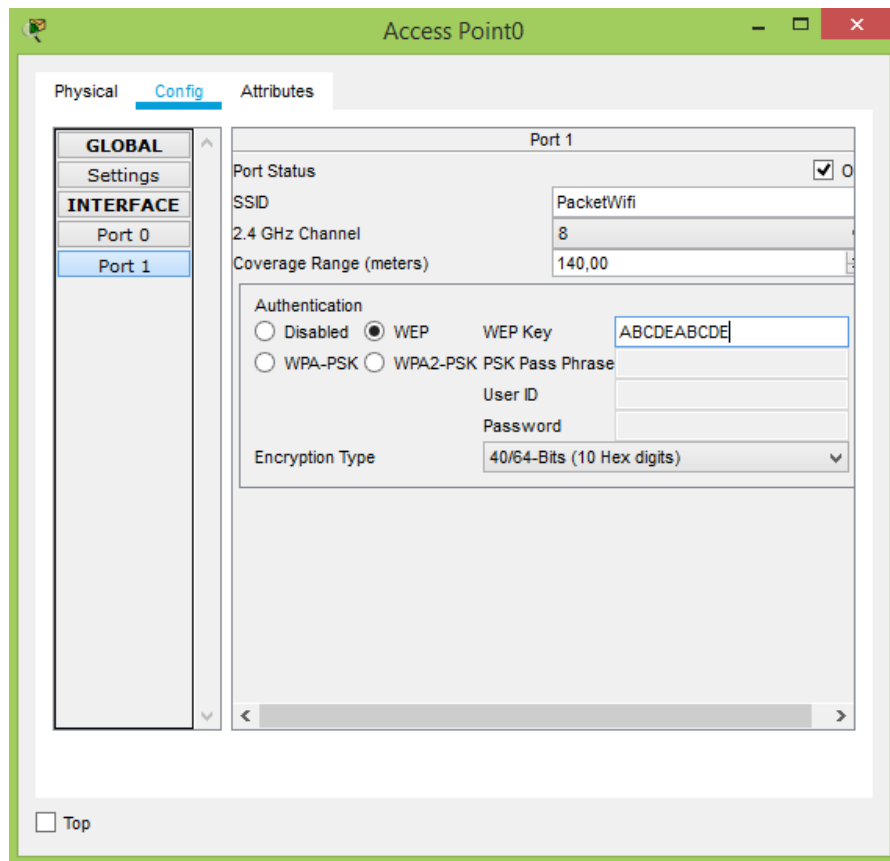 Access Point0
Physical Config Attributes
GLOBAL
Settings
INTERFACE
Port 0
Port 1
Port 1
Port Status O
SSID PacketWifi
2.4 GHz Channel 8
Coverage Range (meters) 140,00
Authentication
Disabled WEP WEP Key ABCDEABCDE
WPA-PSK WPA2-PSK PSK Pass Phrase
User ID
Password
Encryption Type 40/64-Bits (10 Hex digits)
Top